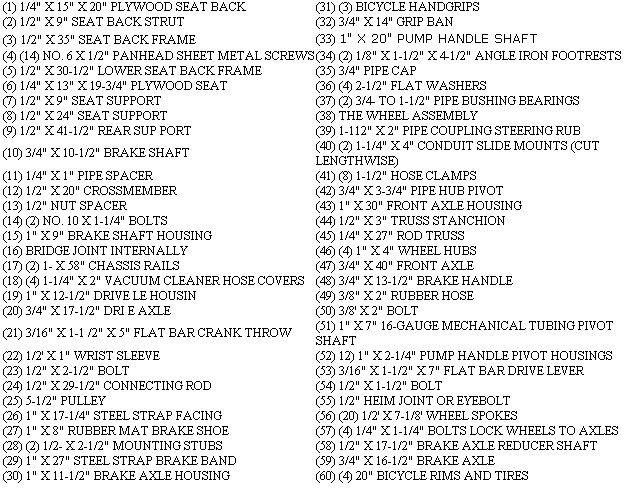 (1) 1/4" X 15" X 20" PLYWOOD SEAT BACK
(2) 1/2" X 9" SEAT BACK STRUT
(3) 1/2" X 35" SEAT BACK FRAME
(4) (14) NO. 6 X 1/2" PANHEAD SHEET METAL SCREWS
(5) 1/2" X 30-1/2" LOWER SEAT BACK FRAME
(6) 1/4" X 13" X 19-3/4" PLYWOOD SEAT
(7) 1/2" X 9" SEAT SUPPORT
(8) 1/2" X 24" SEAT SUPPORT
(9) 1/2" X 41-1/2" REAR SUP PORT
(10) 3/4" X 10-1/2" BRAKE SHAFT
(11) 1/4" X 1" PIPE SPACER
(12) 1/2" X 20" CROSSMEMBER
(13) 1/2" NUT SPACER
(14) (2) NO. 10 X 1-1/4" BOLTS
(15) 1" X 9" BRAKE SHAFT HOUSING
(16) BRIDGE JOINT INTERNALLY
(17) (2) 1- X 58" CHASSIS RAILS
(18) (4) 1-1/4" X 2" VACUUM CLEANER HOSE COVERS
(19) 1" X 12-1/2" DRIVE LE HOUSIN
(20) 3/4" X 17-1/2" DRI E AXLE
(21) 3/16" X 1-1 /2" X 5" FLAT BAR CRANK THROW
(22) 1/2' X 1" WRIST SLEEVE
(23) 1/2" X 2-1/2" BOLT
(24) 1/2" X 29-1/2" CONNECTING ROD
(25) 5-1/2" PULLEY
(26) 1" X 17-1/4" STEEL STRAP FACING
(27) 1" X 8" RUBBER MAT BRAKE SHOE
(28) (2) 1/2- X 2-1/2" MOUNTING STUBS
(29) 1" X 27" STEEL STRAP BRAKE BAND
(30) 1" X 11-1/2" BRAKE AXLE HOUSING
(31) (3) BICYCLE HANDGRIPS
(32) 3/4" X 14" GRIP BAN
(33) 1" X 20" PUMP HANDLE SHAFT
(34) (2) 1/8" X 1-1/2" X 4-1/2" ANGLE IRON FOOTRESTS
(35) 3/4" PIPE CAP
(36) (4) 2-1/2" FLAT WASHERS
(37) (2) 3/4- TO 1-1/2" PIPE BUSHING BEARINGS
(38) THE WHEEL ASSEMBLY
(39) 1-112" X 2" PIPE COUPLING STEERING RUB
(40) (2) 1-1/4" X 4" CONDUIT SLIDE MOUNTS (CUT
LENGTHWISE)
(41) (8) 1-1/2" HOSE CLAMPS
(42) 3/4" X 3-3/4" PIPE HUB PIVOT
(43) 1" X 30" FRONT AXLE HOUSING
(44) 1/2" X 3" TRUSS STANCHION
(45) 1/4" X 27" ROD TRUSS
(46) (4) 1" X 4" WHEEL HUBS
(47) 3/4" X 40" FRONT AXLE
(48) 3/4" X 13-1/2" BRAKE HANDLE
(49) 3/8" X 2" RUBBER HOSE
(50) 3/8' X 2" BOLT
(51) 1" X 7" 16-GAUGE MECHANICAL TUBING PIVOT
SHAFT
(52) 12) 1" X 2-1/4" PUMP HANDLE PIVOT HOUSINGS
(53) 3/16" X 1-1/2" X 7" FLAT BAR DRIVE LEVER
(54) 1/2" X 1-1/2" BOLT
(55) 1/2" HEIM JOINT OR EYEBOLT
(56) (20) 1/2' X 7-1/8' WHEEL SPOKES
(57) (4) 1/4" X 1-1/4" BOLTS LOCK WHEELS TO AXLES
(58) 1/2" X 17-1/2" BRAKE AXLE REDUCER SHAFT
(59) 3/4" X 16-1/2" BRAKE AXLE
(60) (4) 20" BICYCLE RIMS AND TIRES